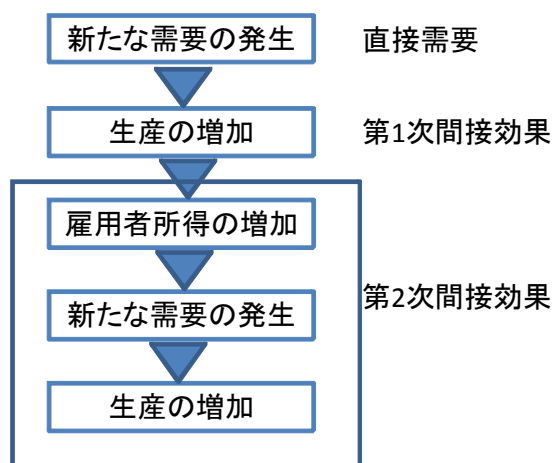 新たな需要の発生 直接需要
生産の増加 第1次間接効果
雇用者所得の増加
新たな需要の発生 第2次間接効果
生産の増加